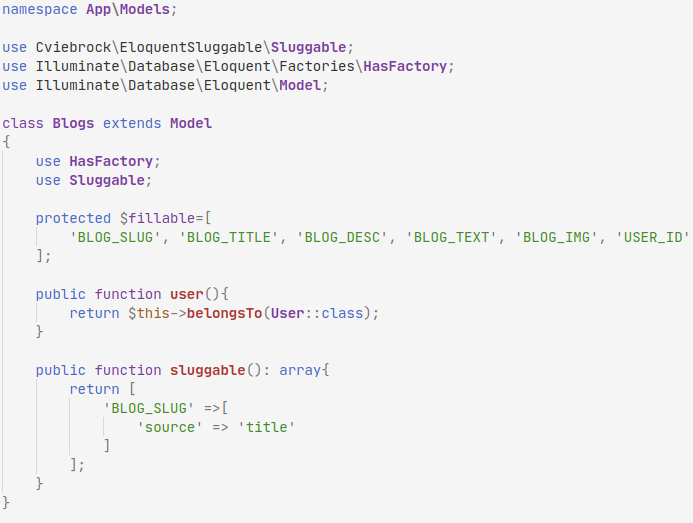 namespace App\Models;
use Cviebrock\EloquentSluggable\Sluggable;
use Illuminate\Database\Eloquent\Factories\HasFactory;
use Illuminate\Database\Eloquent\Model;
class Blogs extends Model
{
    use HasFactory;
    use Sluggable;
    protected $fillable=[
        'BLOG_SLUG', 'BLOG_TITLE', 'BLOG_DESC', 'BLOG_TEXT', 'BLOG_IMG', 'USER_ID'
    ];
    public function user(){
        return $this->belongsTo(User::class);
    }
    public function sluggable(): array{
        return [
            'BLOG_SLUG' =>[
                'source' => 'title'
            ]
        ];
    }
}